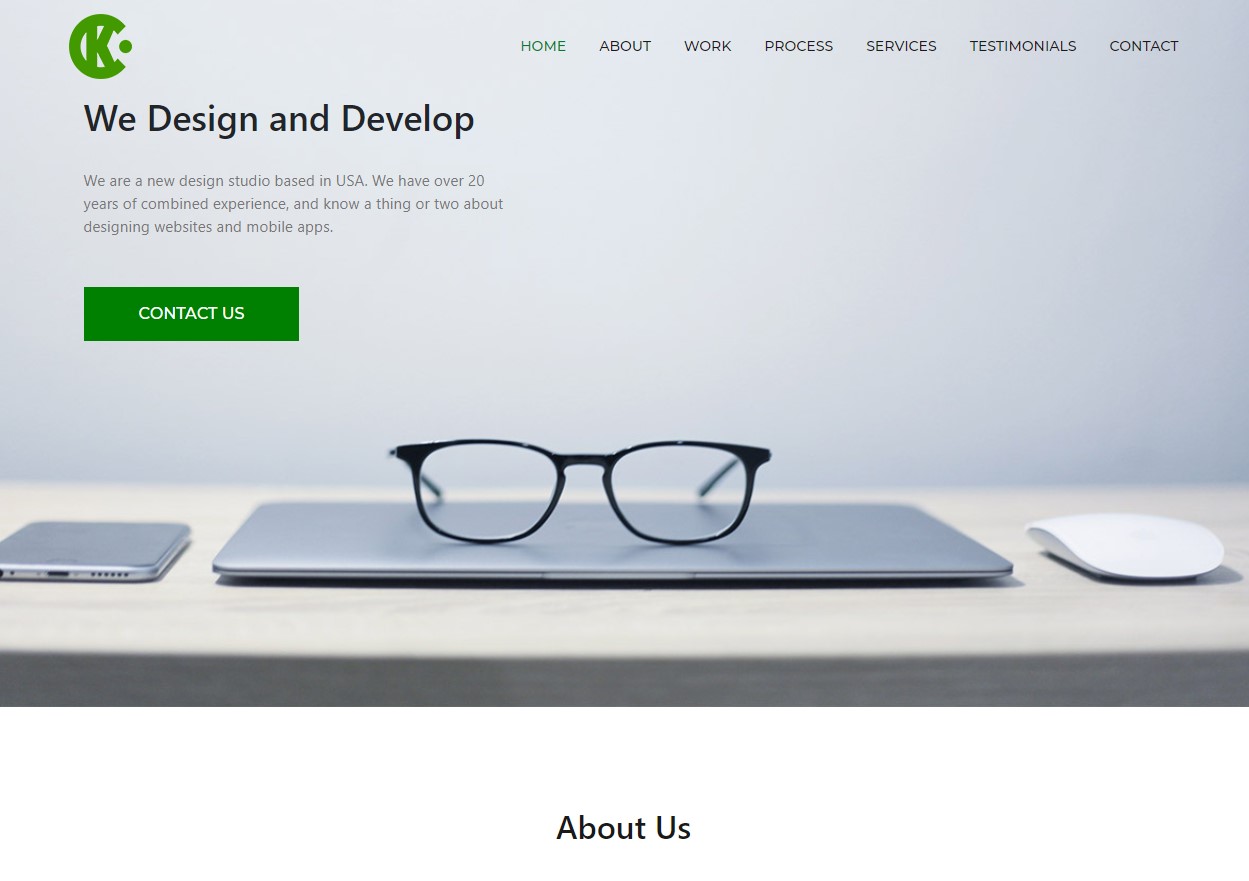 CK
HOME ABOUT WORK PROCESS SERVICES TESTIMONIALS CONTACT
We Design and Develop
We are a new design studio based in USA. We have over 20
years of combined experience, and know a thing or two about
designing websites and mobile apps.
CONTACT US
About Us